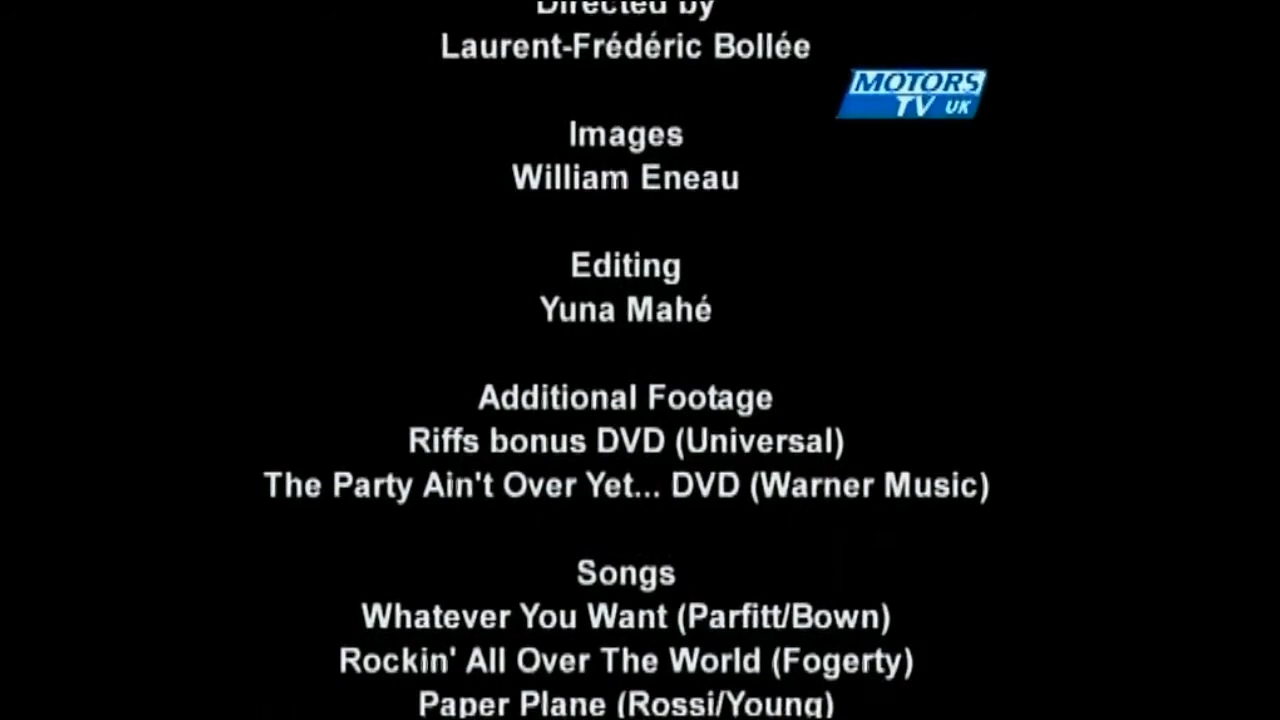 Directed by
Laurent-Frédéric Bollée
MOTORS
TV UK
Images
William Eneau
Editing
Yuna Mahé
Additional Footage
Riffs bonus DVD (Universal)
The Party Ain't Over Yet... DVD (Warner Music)
Songs
Whatever You Want (Parfitt/Bown)
Rockin' All Over The World (Fogerty)
Paper Plane (Rossi/Young)